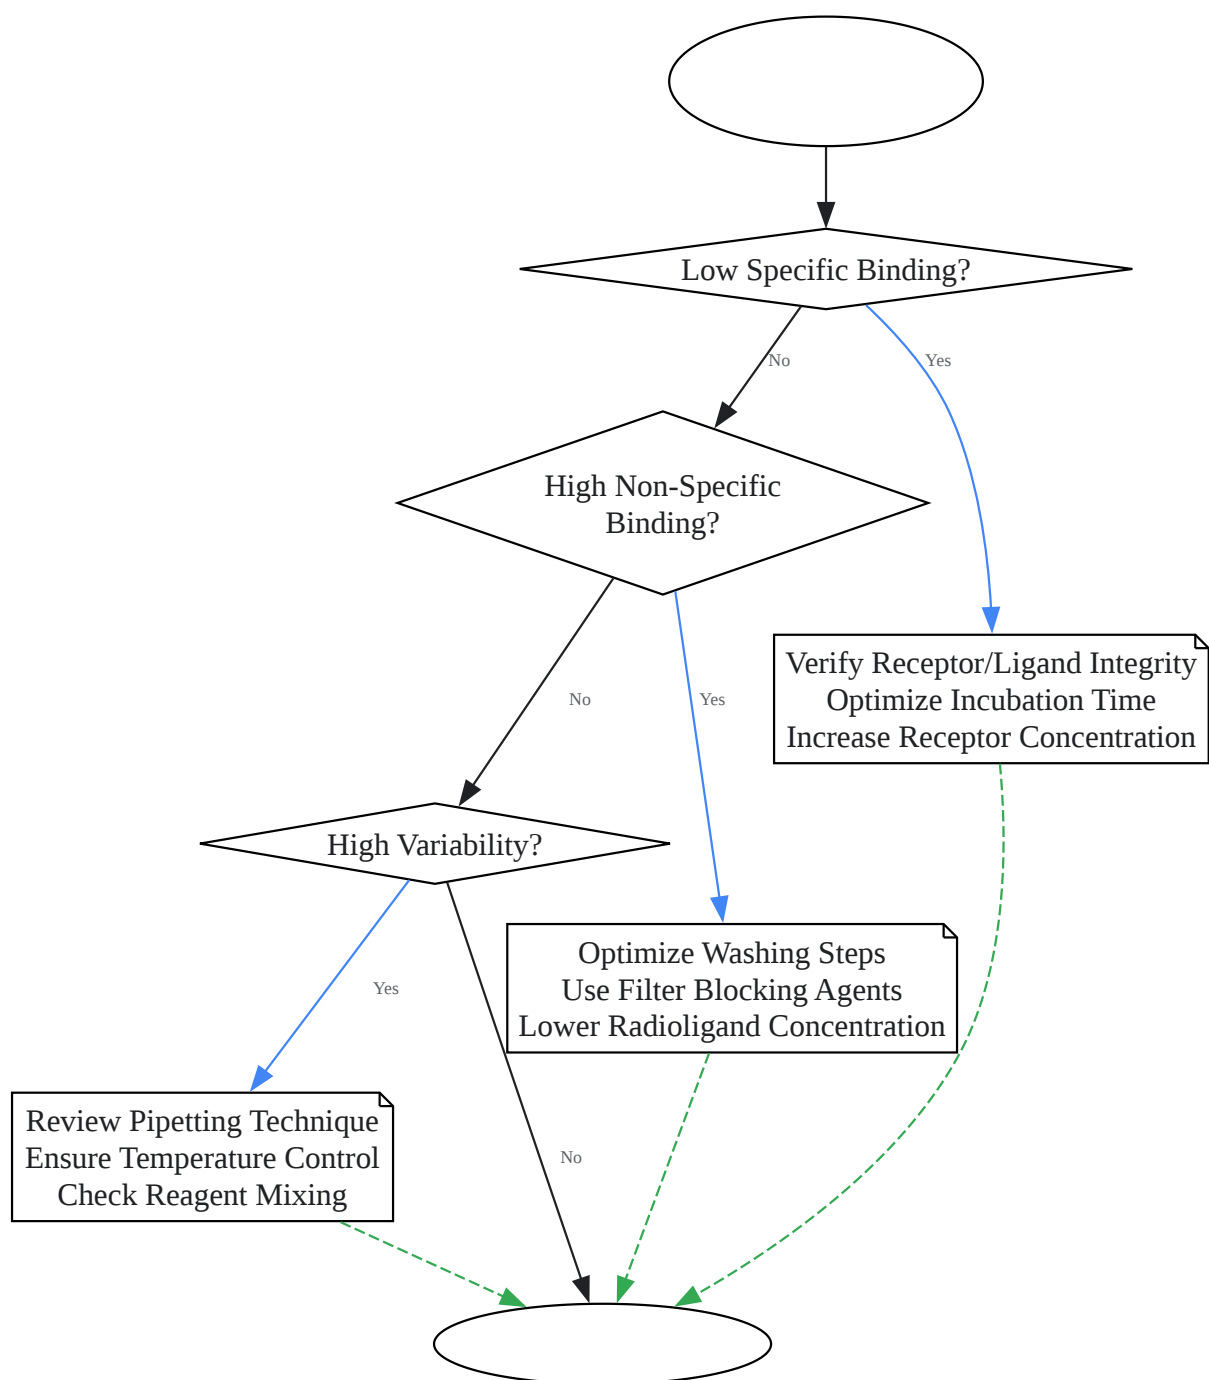 Low Specific Binding?
No
Yes
High Non-Specific
Binding?
Verify Receptor/Ligand Integrity
Optimize Incubation Time
Increase Receptor Concentration
No
Yes
High Variability?
Optimize Washing Steps
Use Filter Blocking Agents
Lower Radioligand Concentration
Yes
Review Pipetting Technique
Ensure Temperature Control
Check Reagent Mixing
No